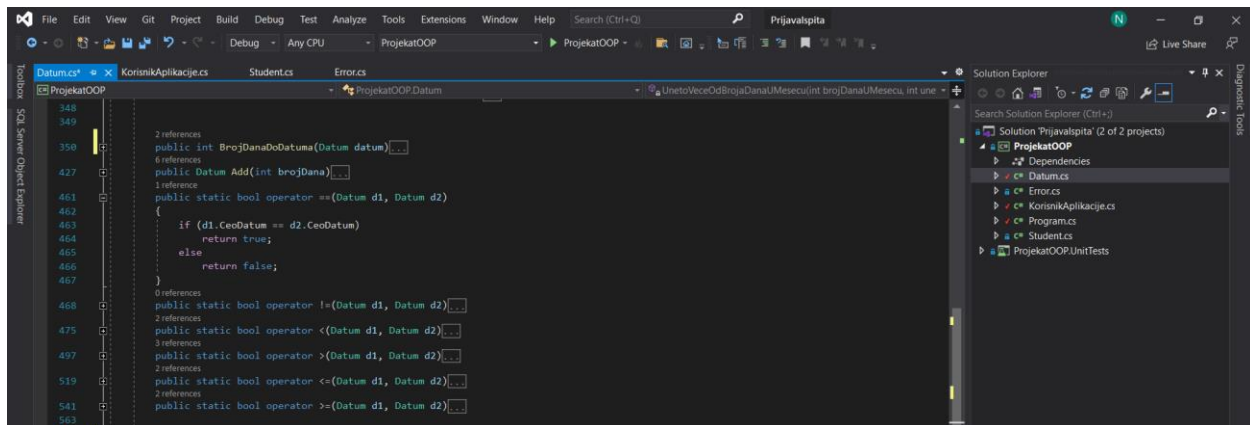 File Edit View Git Project Build Debug Test Analyze Tools Extensions Window Help Search (Ctrl+Q) Prijavalspita N
Debug Any CPU ProjekatOOP ProjekatOOP Live Share
Toolbox
SQL Server Object Explorer
Datum.cs* KorisnikAplikacije.cs Student.cs Error.cs
ProjekatOOP ProjekatOOP.Datum UnetoVeceOdBrojaDanaUMesecu(int brojDanaUMesecu, int une
348
349
2 references
350 public int BrojDanaDoDatuma(Datum datum)...
6 references
427 public Datum Add(int brojDana)...
1 reference
461 public static bool operator ==(Datum d1, Datum d2)
462 {
463 if (d1.CeoDatum == d2.CeoDatum)
464 return true;
465 else
466 return false;
467 }
0 references
468 public static bool operator !=(Datum d1, Datum d2)...
2 references
475 public static bool operator <(Datum d1, Datum d2)...
3 references
497 public static bool operator >(Datum d1, Datum d2)...
2 references
519 public static bool operator <=(Datum d1, Datum d2)...
2 references
541 public static bool operator >=(Datum d1, Datum d2)...
563
Solution Explorer
Search Solution Explorer (Ctrl+;)
Solution 'Prijavalspita' (2 of 2 projects)
ProjekatOOP
Dependencies
C# Datum.cs
C# Error.cs
C# KorisnikAplikacije.cs
C# Program.cs
C# Student.cs
ProjekatOOP.UnitTests
Diagnostic Tools